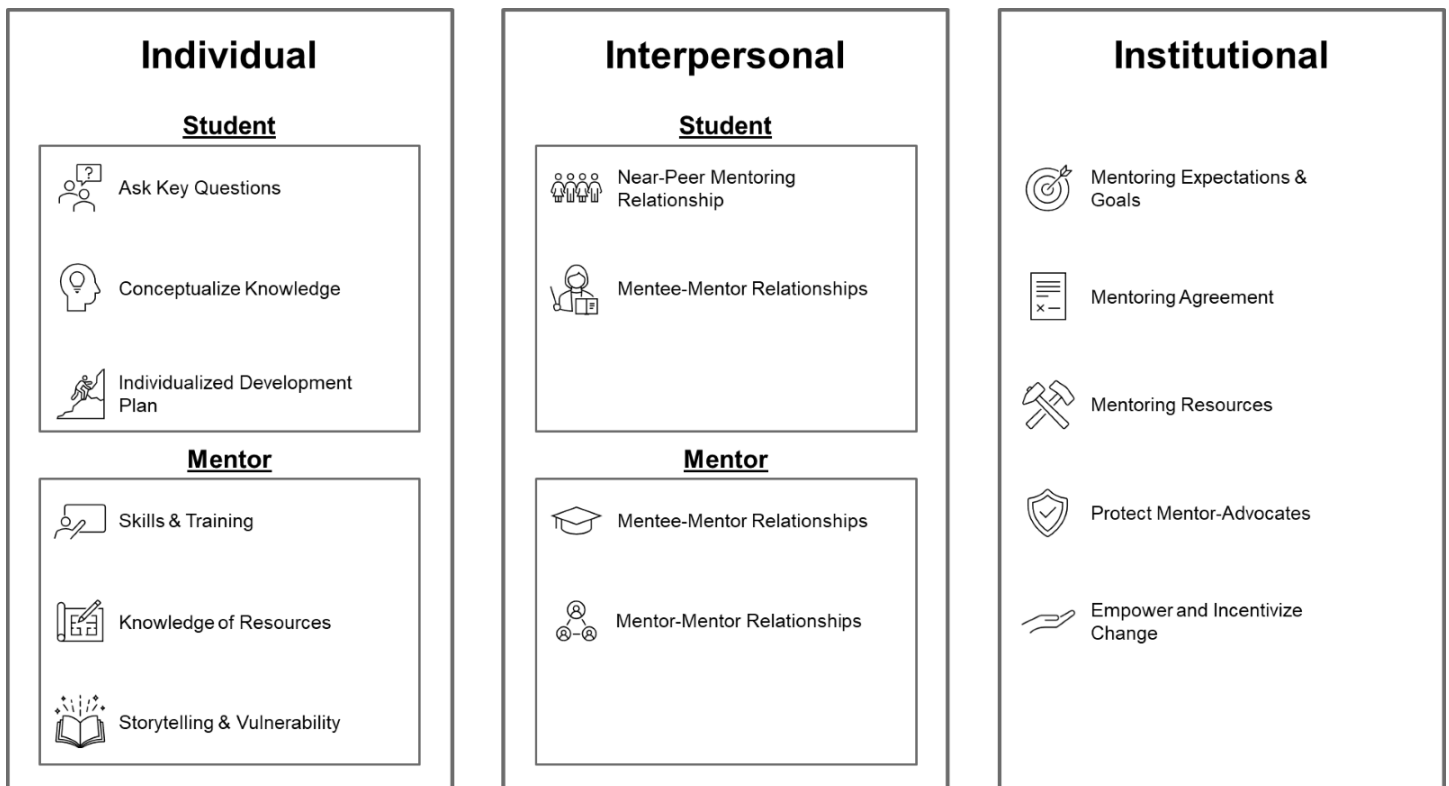 Individual
Student
?
Ask Key Questions
Conceptualize Knowledge
Individualized Development
Plan
Mentor
Skills & Training
Knowledge of Resources
Storytelling & Vulnerability
Interpersonal
Student
Near-Peer Mentoring
Relationship
Mentee-Mentor Relationships
Mentor
Mentee-Mentor Relationships
Mentor-Mentor Relationships
Institutional
Mentoring Expectations &
Goals
Mentoring Agreement
Mentoring Resources
Protect Mentor-Advocates
Empower and Incentivize
Change